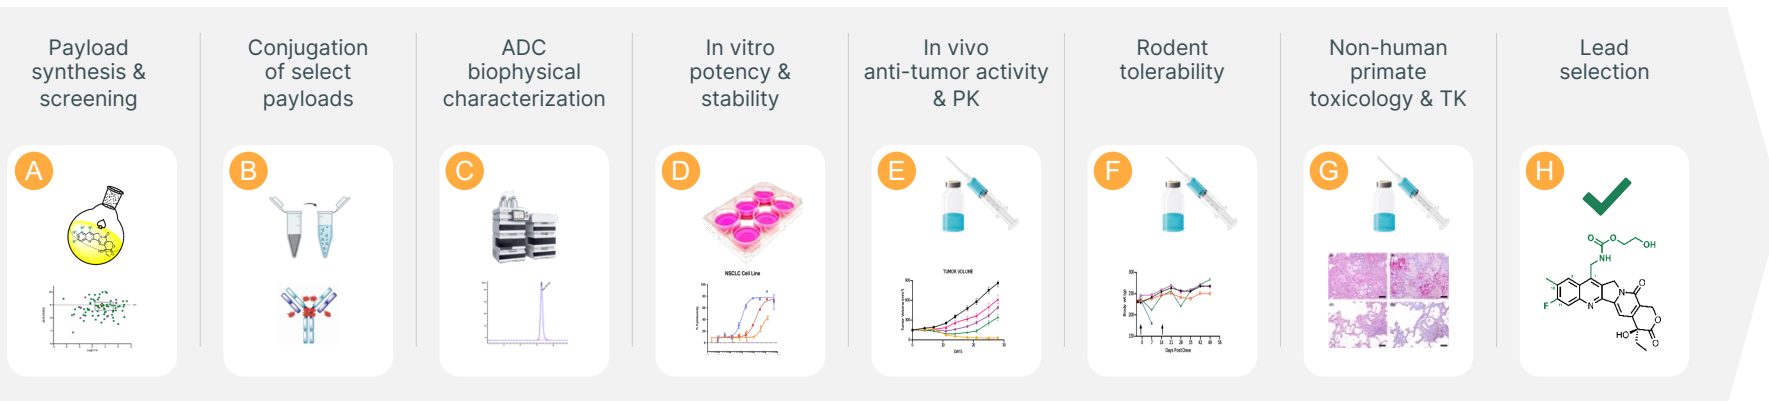 Payload
synthesis &
screening
Conjugation
of select
payloads
ADC
biophysical
characterization
In vitro
potency &
stability
In vivo
anti-tumor activity
& PK
Rodent
tolerability
Non-human
primate
toxicology & TK
Lead
selection
A
B
C
D
NSCLC Cell Line
E
TUMOR VOLUME
DAYS
F
Days Post Dose
G
H
O
O
OH
NH
F
N
N
O
O
HO
O